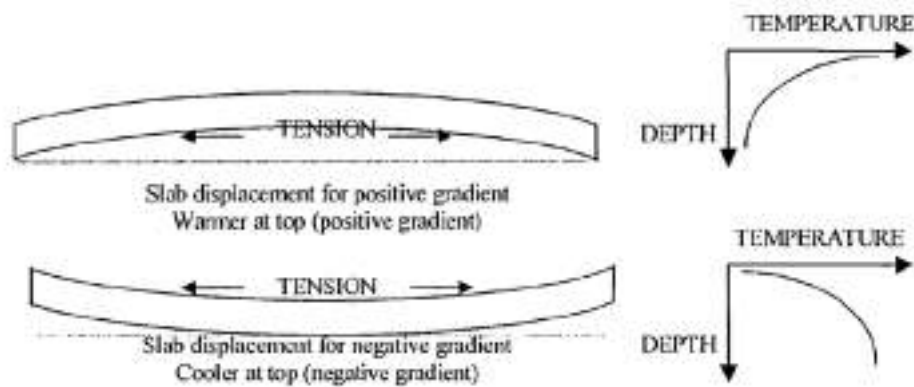 TEMPERATURE
TENSION
DEPTH
Slab displacement for positive gradient
Warmer at top (positive gradient)
TEMPERATURE
TENSION
DEPTH
Slab displacement for negative gradient
Cooler at top (negative gradient)